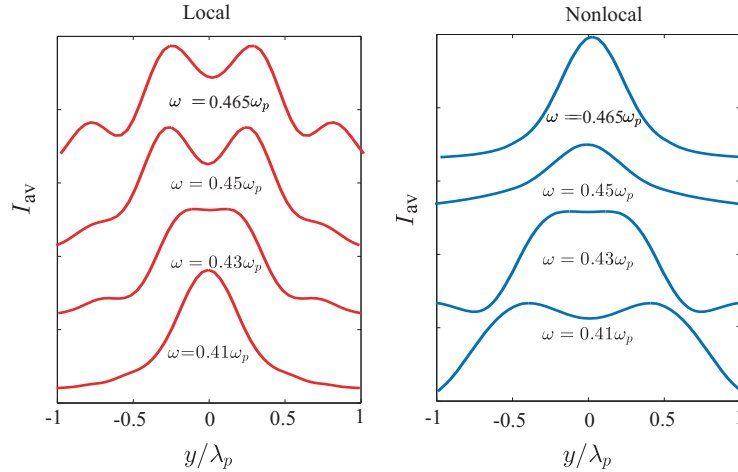 Local
I_av
ω = 0.465ω_p
ω = 0.45ω_p
ω = 0.43ω_p
ω=0.41ω_p
-1 -0.5 0 0.5 1
y/λ_p
Nonlocal
I_av
ω =0.465ω_p
ω = 0.45ω_p
ω = 0.43ω_p
ω = 0.41ω_p
-1 -0.5 0 0.5 1
y/λ_p